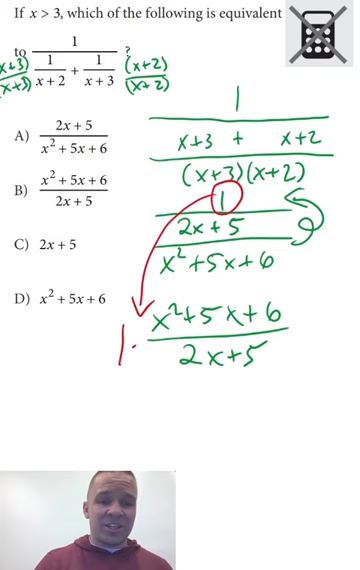 If x > 3, which of the following is equivalent
to 1 / (1/(x + 2) + 1/(x + 3)) ?
(x+3)/(x+3) (x+2)/(x+2)
A) (2x + 5)/(x² + 5x + 6)
B) (x² + 5x + 6)/(2x + 5)
C) 2x + 5
D) x² + 5x + 6
1
x+3 + x+2
(x+3)(x+2)
1
2x+5
x²+5x+6
1 · x²+5x+6
2x+5